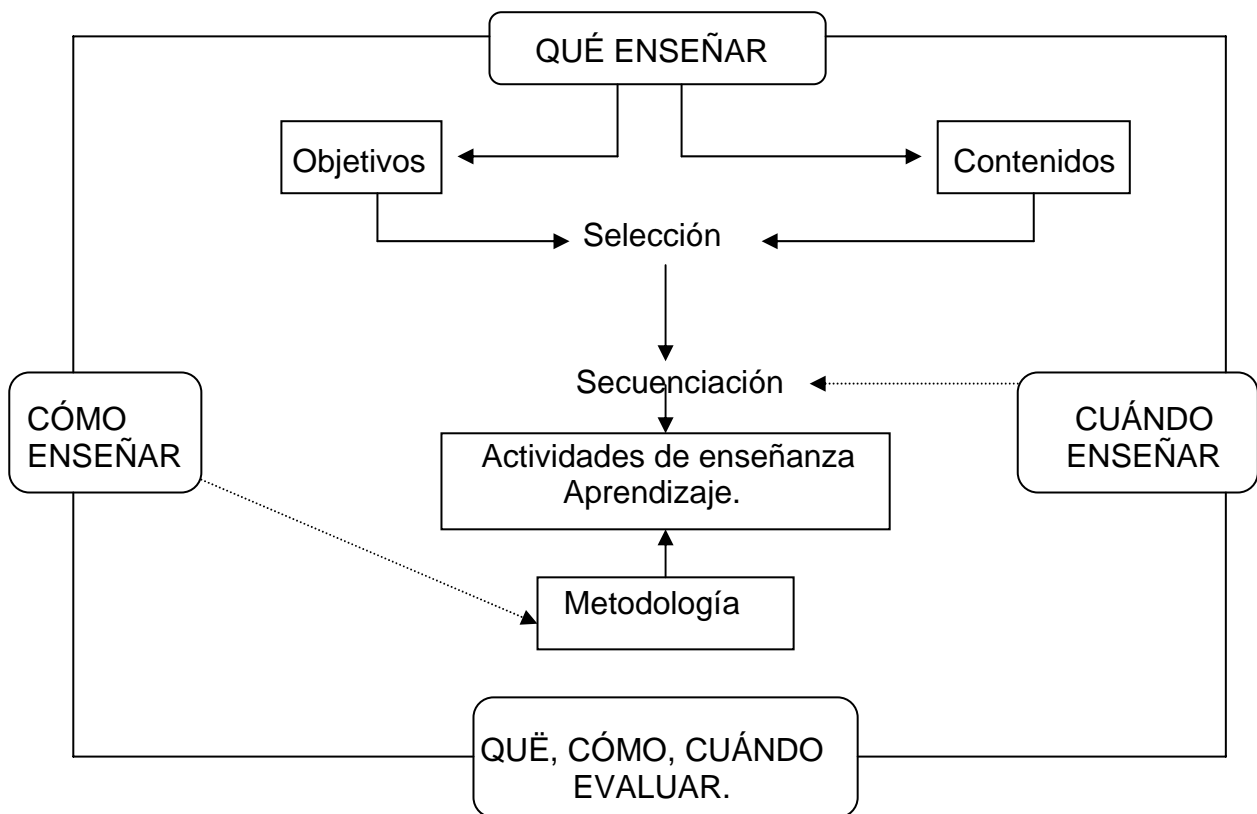 QUÉ ENSEÑAR
Objetivos
Contenidos
Selección
Secuenciación
CÓMO
ENSEÑAR
CUÁNDO
ENSEÑAR
Actividades de enseñanza
Aprendizaje.
Metodología
QUË, CÓMO, CUÁNDO
EVALUAR.